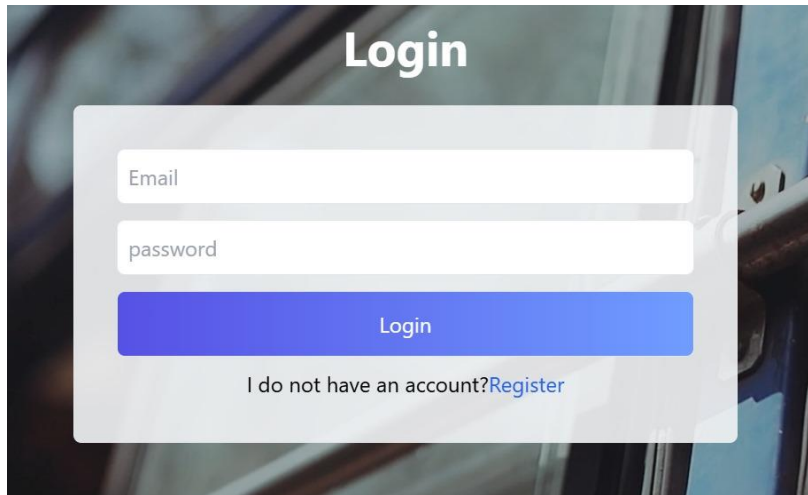 Login
Email
password
Login
I do not have an account?Register